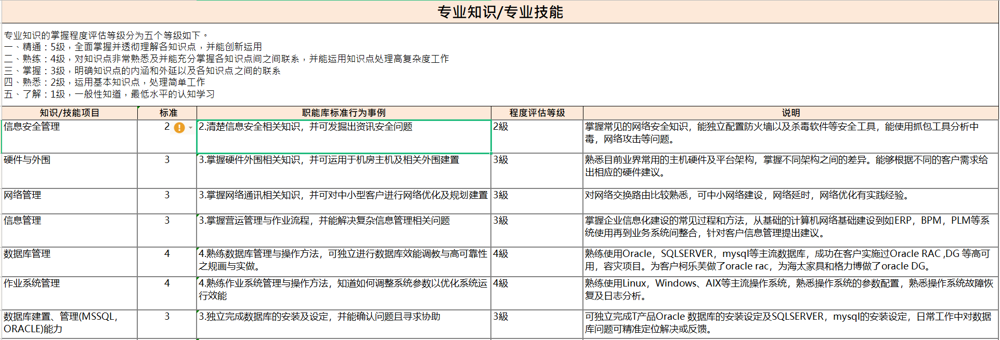 专业知识/专业技能
专业知识的掌握程度评估等级分为五个等级如下。
一、精通：5级，全面掌握并透彻理解各知识点，并能创新运用
二、熟练：4级，对知识点非常熟悉及并能充分掌握各知识点间之间联系，并能运用知识点处理高复杂度工作
三、掌握：3级，明确知识点的内涵和外延以及各知识点之间的联系
四、熟悉：2级，运用基本知识点，处理简单工作
五、了解：1级，一般性知道，最低水平的认知学习
知识/技能项目 标准 职能库标准行为事例 程度评估等级 说明
信息安全管理 2 2.清楚信息安全相关知识，并可发掘出资讯安全问题 2級 掌握常见的网络安全知识，能独立配置防火墙以及杀毒软件等安全工具，能使用抓包工具分析中
毒，网络攻击等问题。
硬件与外围 3 3.掌握硬件外围相关知识，并可运用于机房主机及相关外围建置 3級 熟悉目前业界常用的主机硬件及平台架构，掌握不同架构之间的差异。能够根据不同的客户需求给
出相应的硬件建议。
网络管理 3 3.掌握网络通讯相关知识，并可对中小型客户进行网络优化及规划建置 3級 对网络交换路由比较熟悉，可中小网络建设，网络延时，网络优化有实践经验。
信息管理 3 3.掌握营运管理与作业流程，并能解决复杂信息管理相关问题 3級 掌握企业信息化建设的常见过程和方法，从基础的计算机网络基础建设到如ERP，BPM，PLM等系
统使用再到业务系统间整合，针对客户信息管理提出建议。
数据库管理 4 4.熟练数据库管理与操作方法，可独立进行数据库效能调教与高可靠性 4級 熟练使用Oracle，SQLSERVER，mysql等主流数据库，成功在客户实施过Oracle RAC ,DG 等高可
之规画与实做。 用，容灾项目。为客户柯乐芙做了oracle rac，为海太家具和格力博做了oracle DG。
作业系统管理 4 4.熟练作业系统管理与操作方法，知道如何调整系统参数以优化系统运 4級 熟练使用Linux，Windows、AIX等主流操作系统，熟悉操作系统的参数配置，熟悉操作系统故障恢
行效能 复及日志分析。
数据库建置、管理(MSSQL， 3 3.独立完成数据库的安装及设定，并能确认问题且寻求协助 3級 可独立完成T产品Oracle 数据库的安装设定及SQLSERVER，mysql的安装设定，日常工作中对数据
ORACLE)能力 库问题可精准定位解决或反馈。